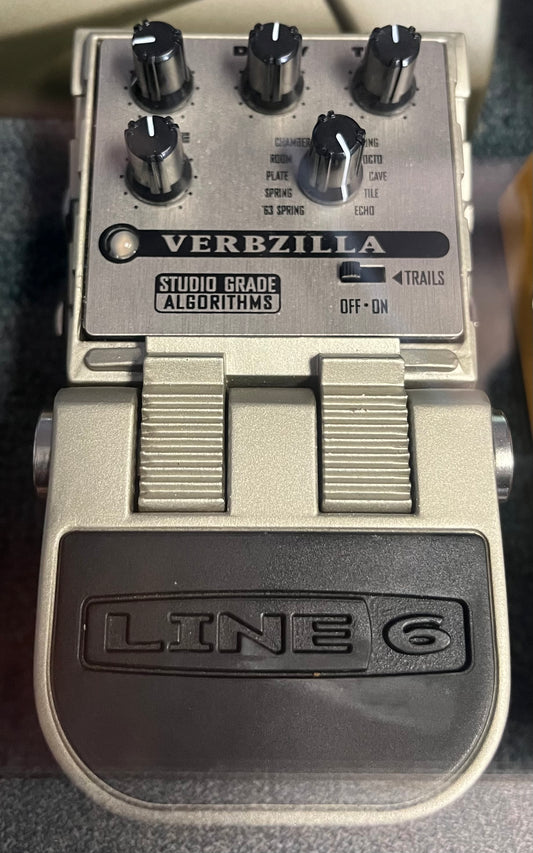 CHAMBER
ROOM OCTO
PLATE CAVE
SPRING TILE
'63 SPRING ECHO
VERBZILLA
STUDIO GRADE
ALGORITHMS
TRAILS
OFF • ON
LINE 6